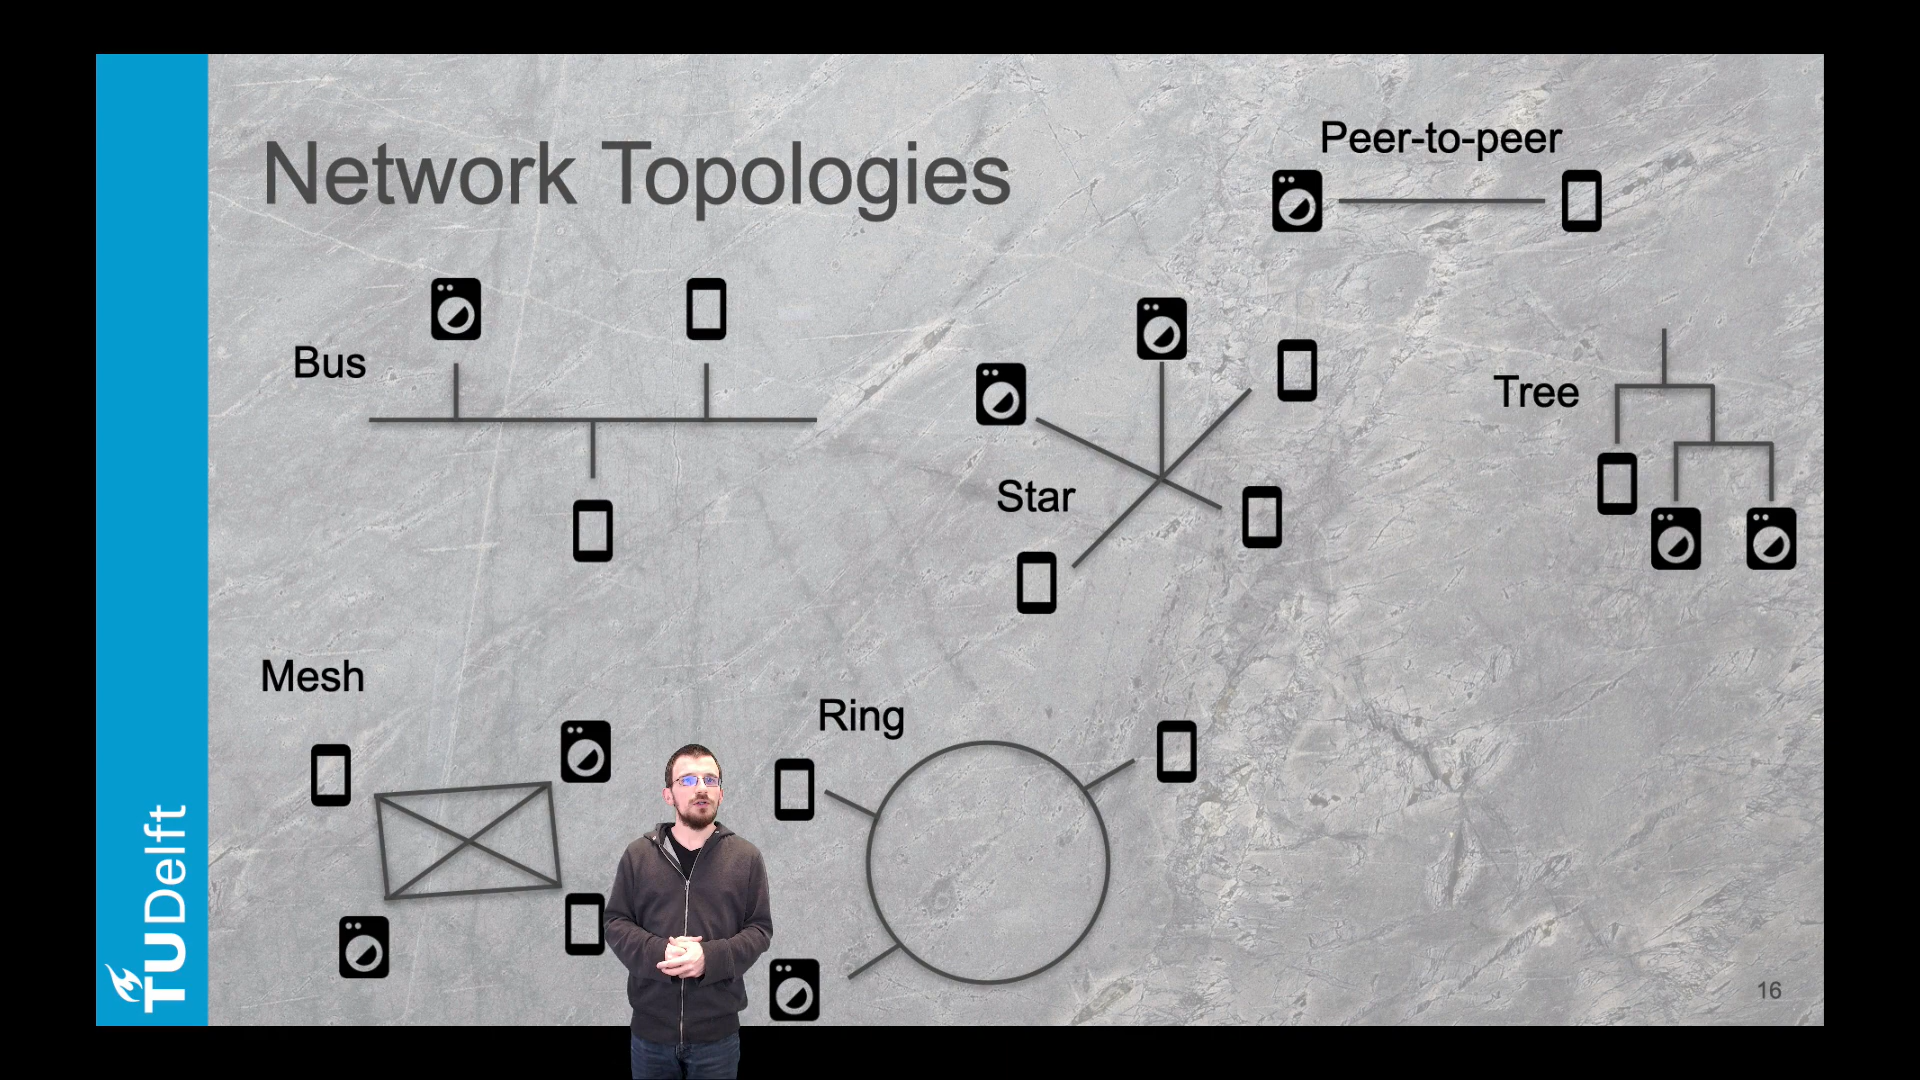 Network Topologies
Peer-to-peer
Bus
Star
Tree
Mesh
Ring
TUDelft
16